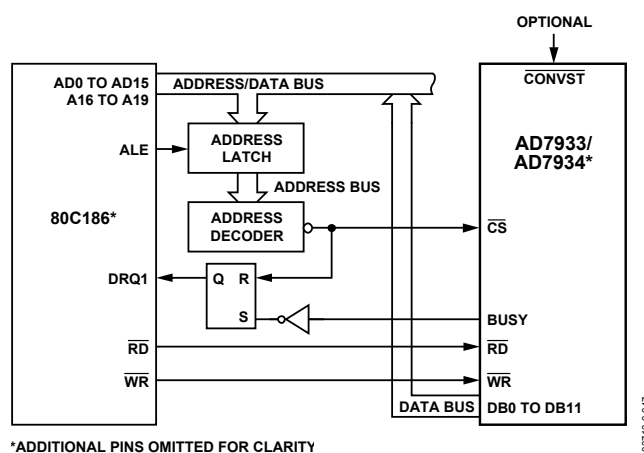 OPTIONAL
CONVST
AD0 TO AD15
A16 TO A19
ADDRESS/DATA BUS
AD7933/
AD7934*
ALE
ADDRESS
LATCH
ADDRESS BUS
80C186*
ADDRESS
DECODER
CS
DRQ1
Q R
S
BUSY
RD
RD
WR
WR
DATA BUS
DB0 TO DB11
*ADDITIONAL PINS OMITTED FOR CLARITY